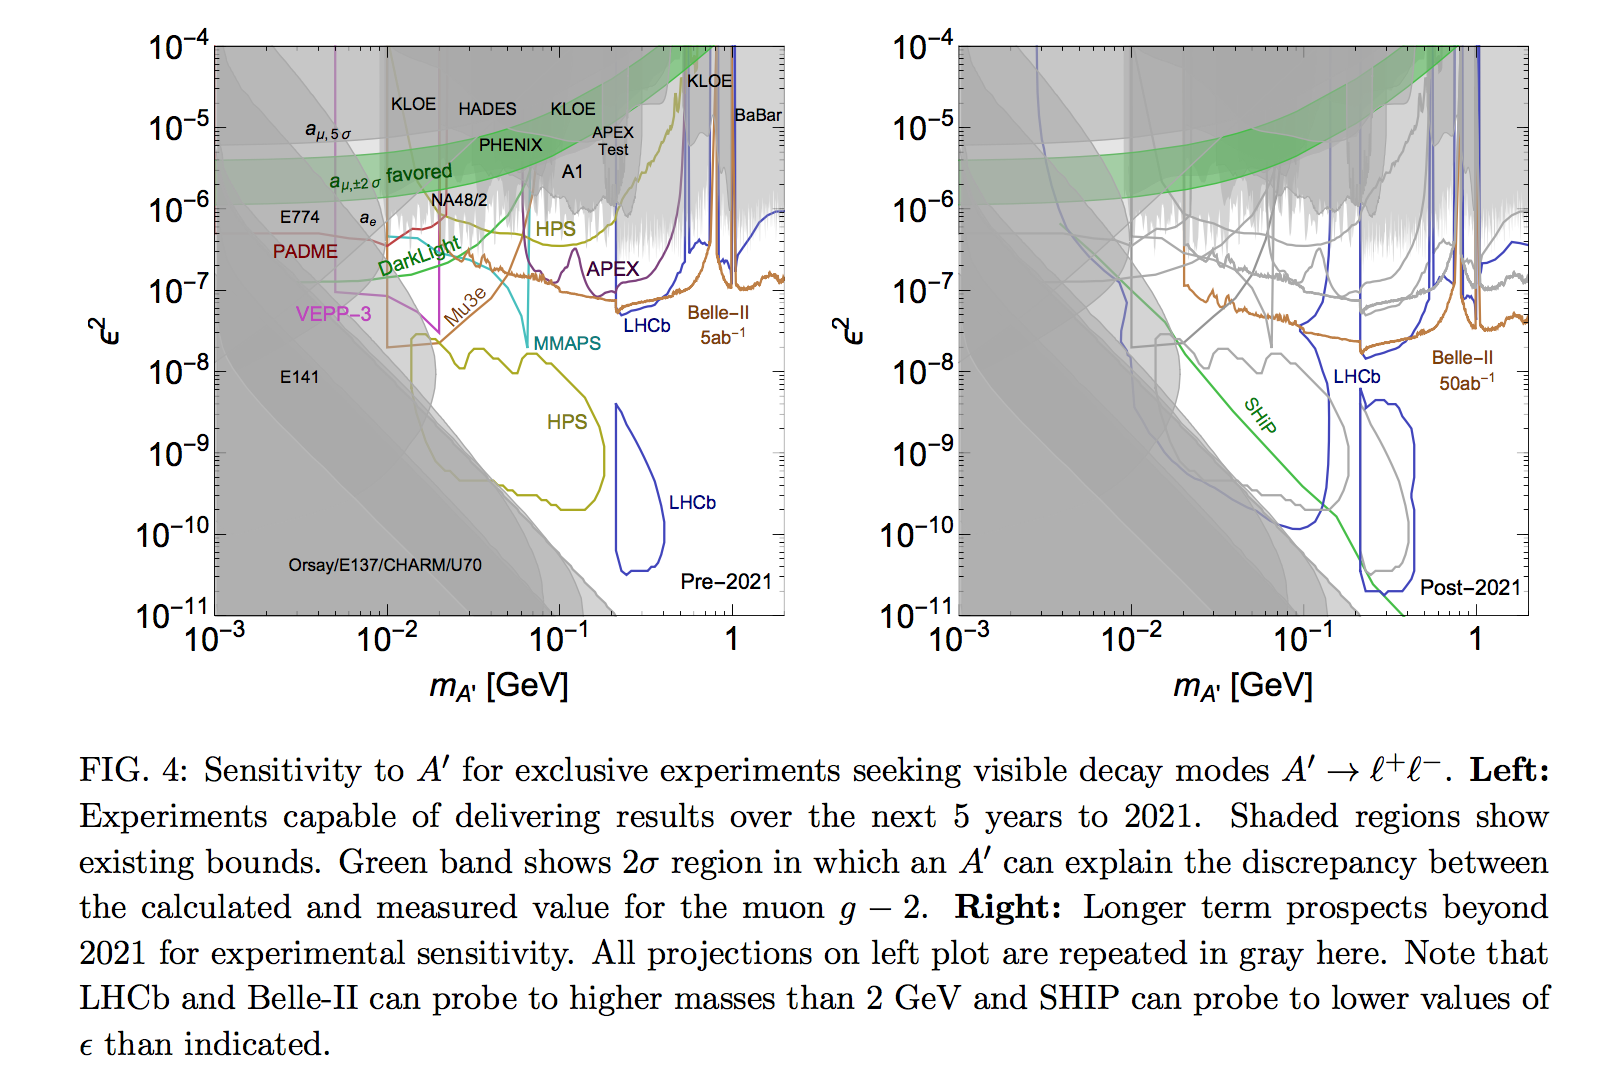 10−4
10−5
10−6
10−7
10−8
10−9
10−10
10−11
ϵ2
KLOE
HADES
KLOE
KLOE
BaBar
aμ,5σ
PHENIX
APEX
Test
A1
aμ,±2σ favored
NA48/2
E774
ae
PADME
DarkLight
HPS
APEX
VEPP−3
Mu3e
LHCb
Belle−II
5ab−1
MMAPS
E141
HPS
LHCb
Orsay/E137/CHARM/U70
Pre−2021
10−3
10−2
10−1
1
mA' [GeV]
10−4
10−5
10−6
10−7
10−8
10−9
10−10
10−11
ϵ2
Belle−II
50ab−1
LHCb
SHiP
Post−2021
10−3
10−2
10−1
1
mA' [GeV]
FIG. 4: Sensitivity to A′ for exclusive experiments seeking visible decay modes A′ → ℓ+ℓ−. Left:
Experiments capable of delivering results over the next 5 years to 2021. Shaded regions show
existing bounds. Green band shows 2σ region in which an A′ can explain the discrepancy between
the calculated and measured value for the muon g − 2. Right: Longer term prospects beyond
2021 for experimental sensitivity. All projections on left plot are repeated in gray here. Note that
LHCb and Belle-II can probe to higher masses than 2 GeV and SHIP can probe to lower values of
ϵ than indicated.